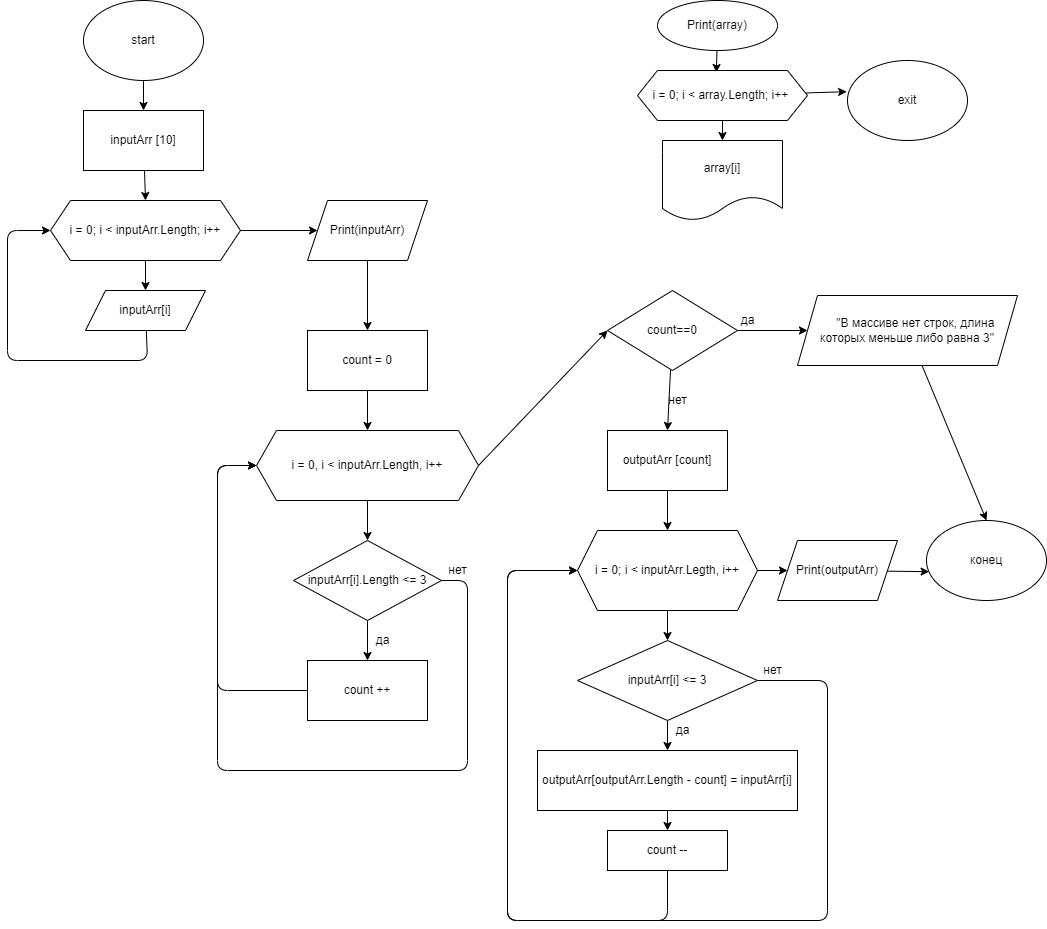 start
inputArr [10]
i = 0; i < inputArr.Length; i++
inputArr[i]
Print(inputArr)
count = 0
i = 0, i < inputArr.Length, i++
inputArr[i].Length <= 3
нет
да
count ++
Print(array)
i = 0; i < array.Length; i++
exit
array[i]
count==0
да
"В массиве нет строк, длина
которых меньше либо равна 3"
нет
outputArr [count]
i = 0; i < inputArr.Legth, i++
Print(outputArr)
конец
inputArr[i] <= 3
нет
да
outputArr[outputArr.Length - count] = inputArr[i]
count --